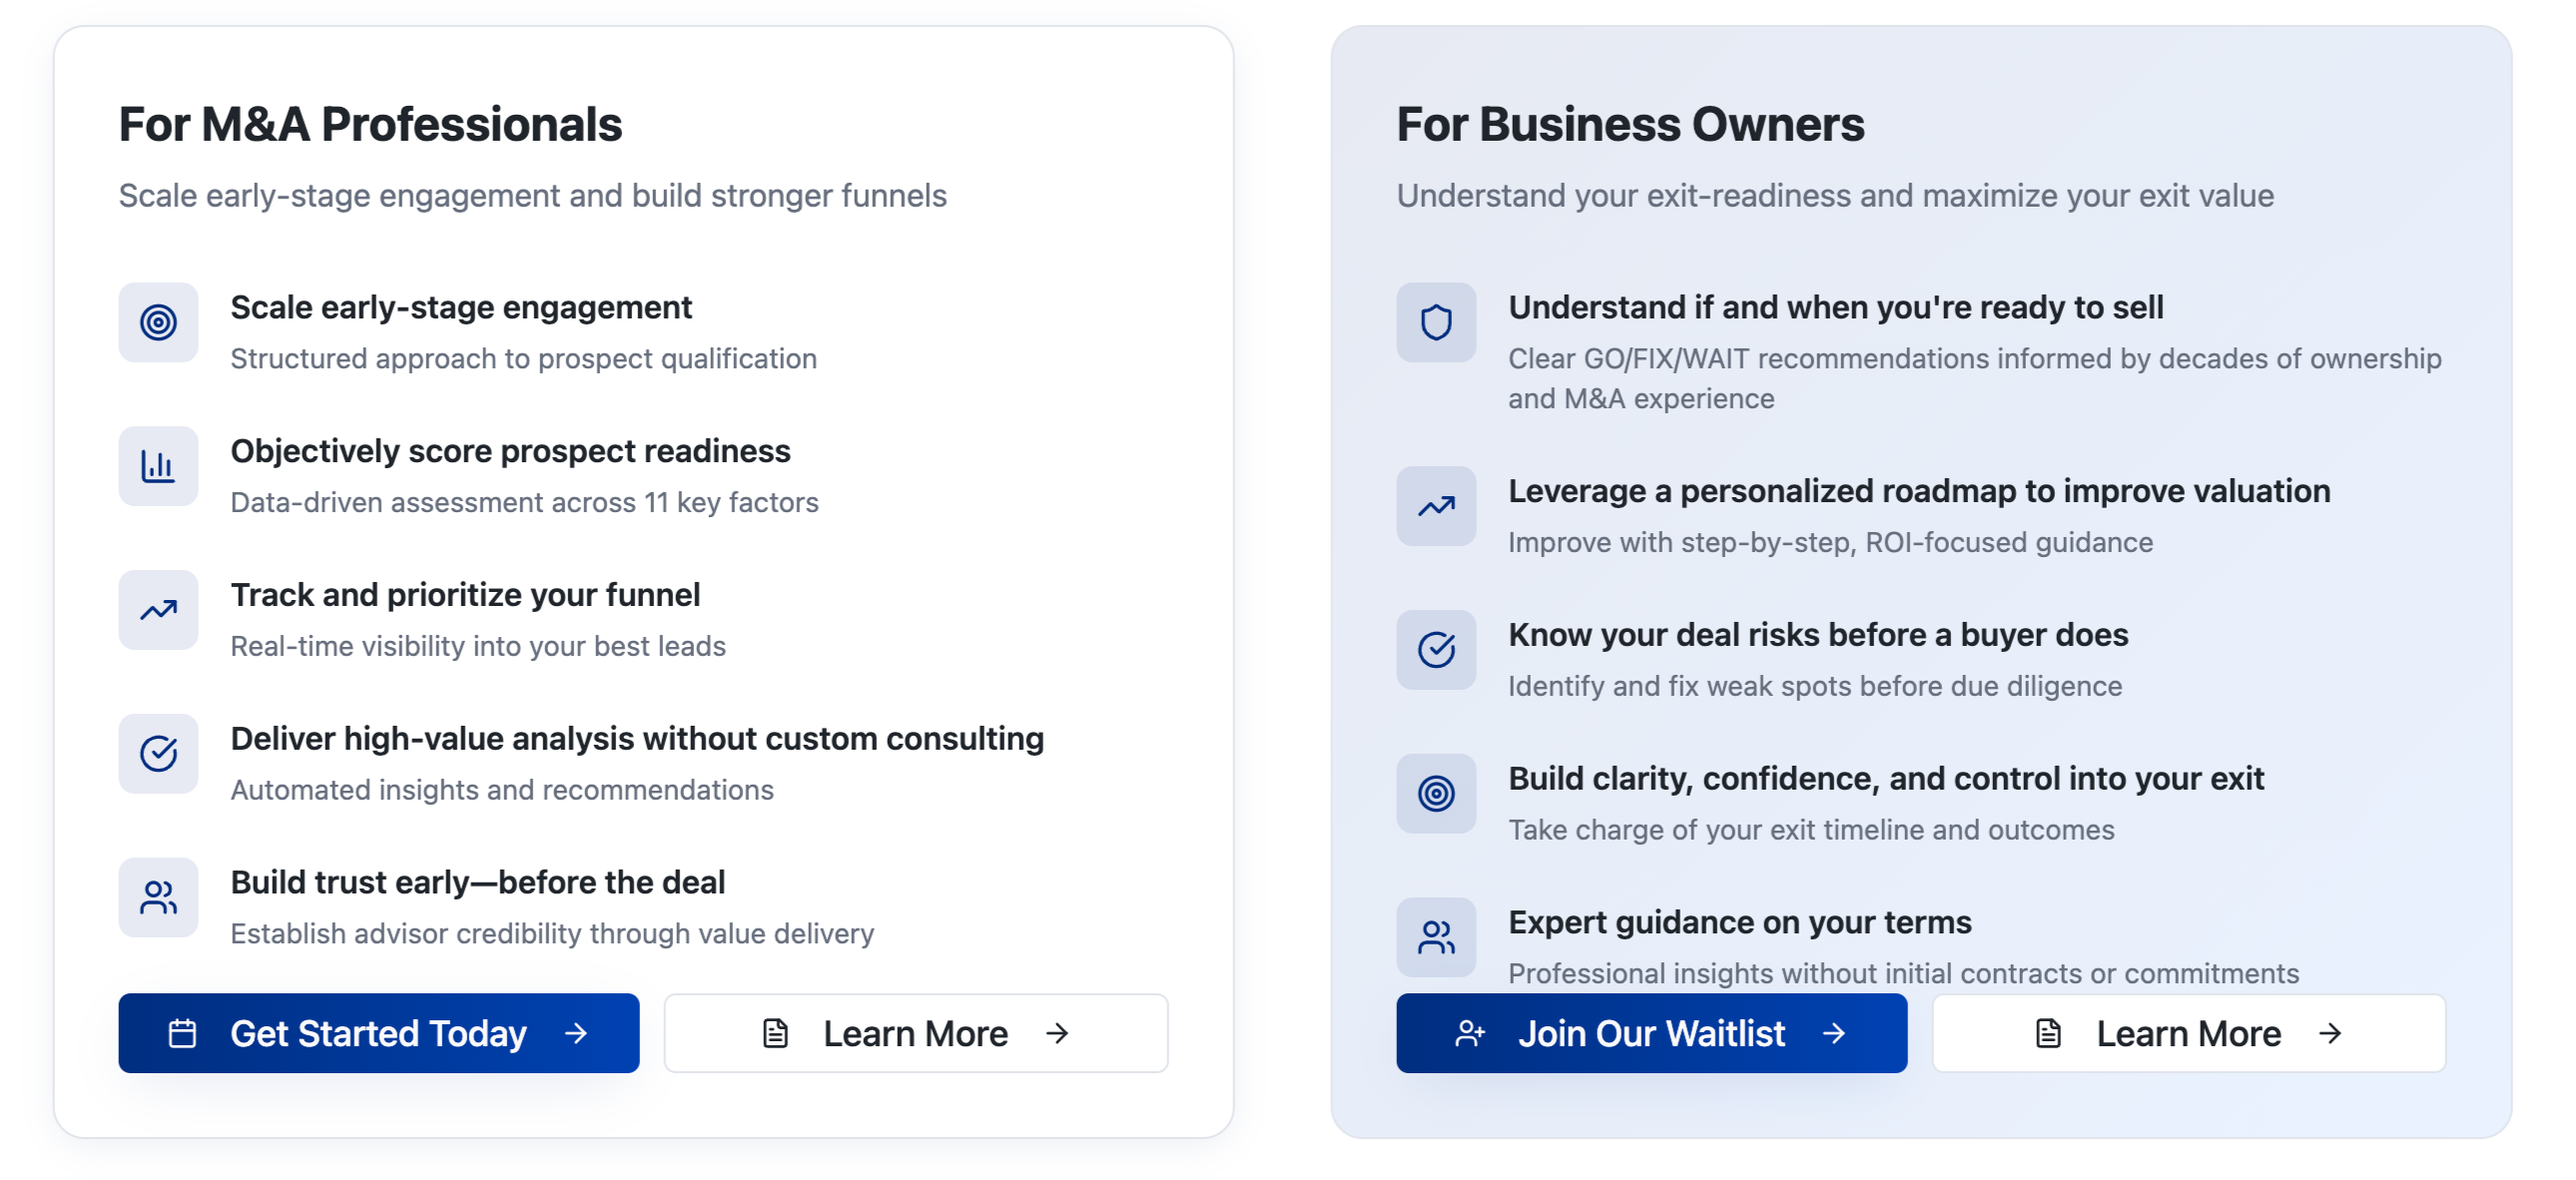 For M&A Professionals
Scale early-stage engagement and build stronger funnels
Scale early-stage engagement
Structured approach to prospect qualification
Objectively score prospect readiness
Data-driven assessment across 11 key factors
Track and prioritize your funnel
Real-time visibility into your best leads
Deliver high-value analysis without custom consulting
Automated insights and recommendations
Build trust early—before the deal
Establish advisor credibility through value delivery
Get Started Today
Learn More
For Business Owners
Understand your exit-readiness and maximize your exit value
Understand if and when you're ready to sell
Clear GO/FIX/WAIT recommendations informed by decades of ownership
and M&A experience
Leverage a personalized roadmap to improve valuation
Improve with step-by-step, ROI-focused guidance
Know your deal risks before a buyer does
Identify and fix weak spots before due diligence
Build clarity, confidence, and control into your exit
Take charge of your exit timeline and outcomes
Expert guidance on your terms
Professional insights without initial contracts or commitments
Join Our Waitlist
Learn More